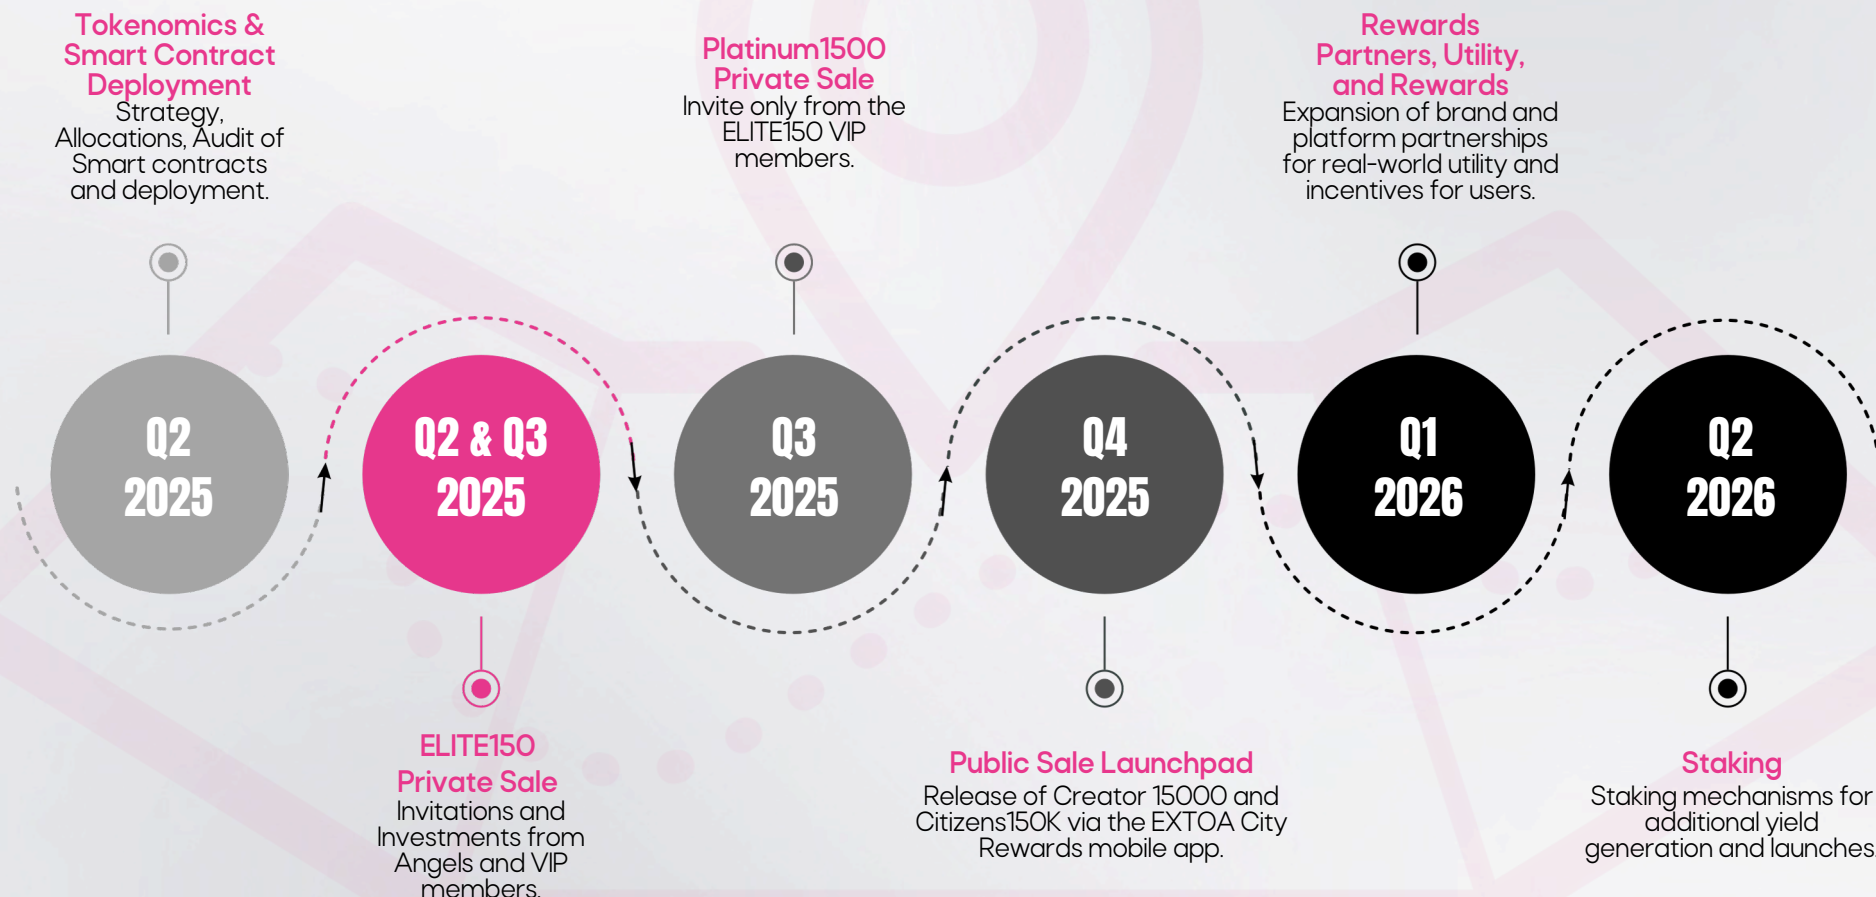 Tokenomics &
Smart Contract
Deployment
Strategy,
Allocations, Audit of
Smart contracts
and deployment.
Q2
2025
Q2 & Q3
2025
ELITE150
Private Sale
Invitations and
Investments from
Angels and VIP
members.
Platinum1500
Private Sale
Invite only from the
ELITE150 VIP
members.
Q3
2025
Q4
2025
Public Sale Launchpad
Release of Creator 15000 and
Citizens150K via the EXTOA City
Rewards mobile app.
Rewards
Partners, Utility,
and Rewards
Expansion of brand and
platform partnerships
for real-world utility and
incentives for users.
Q1
2026
Q2
2026
Staking
Staking mechanisms for
additional yield
generation and launches.